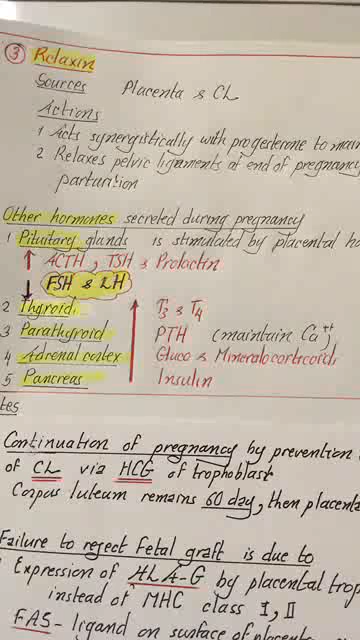 ③ Relaxin
Sources Placenta & CL
Actions
1 Acts synergistically with progesterone to main
2 Relaxes pelvic ligaments at end of pregnancy
parturition
Other hormones secreted during pregnancy
1 Pituitary glands is stimulated by placental ho
↑ ACTH, TSH & Prolactin
↓ FSH & LH
2 Thyroid T3 & T4
3 Parathyroid PTH (maintain Ca++)
4 Adrenal cortex ↑ Gluco & Mineralocorticoid
5 Pancreas Insulin
tes
Continuation of pregnancy by prevention
of CL via HCG of trophoblast
Corpus luteum remains 60 day, then placenta
Failure to reject Fetal graft is due to
Expression of HLA-G by placental trop
instead of MHC class I, II
FAS-ligand on surface of placenta